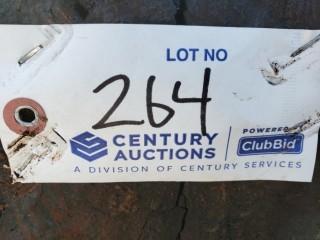 LOT NO
264
CENTURY AUCTIONS
POWERED
ClubBid
A DIVISION OF CENTURY SERVICES